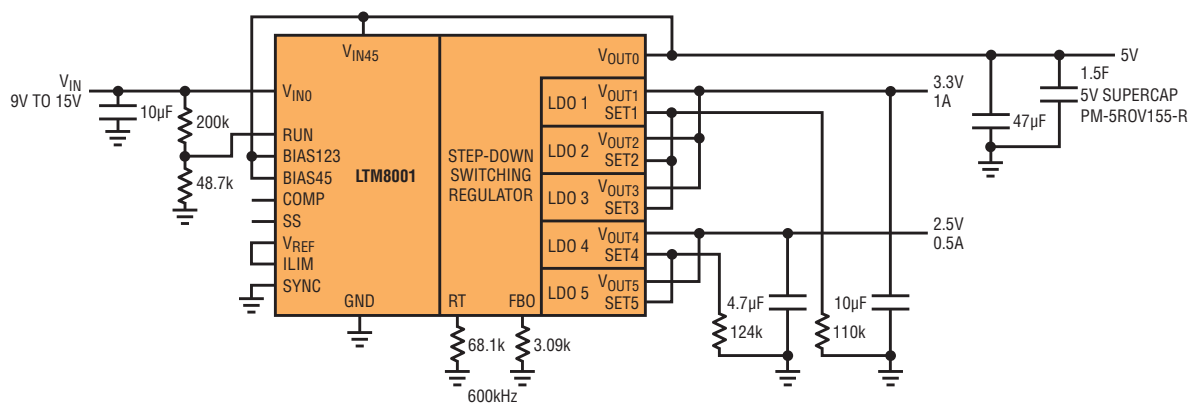 VIN
9V TO 15V
10µF
200k
48.7k
VIN45
VIN0
RUN
BIAS123
BIAS45
COMP
SS
VREF
ILIM
SYNC
GND
LTM8001
STEP-DOWN
SWITCHING
REGULATOR
RT
FBO
LDO 1
LDO 2
LDO 3
LDO 4
LDO 5
VOUT0
VOUT1
SET1
VOUT2
SET2
VOUT3
SET3
VOUT4
SET4
VOUT5
SET5
68.1k
3.09k
600kHz
5V
3.3V
1A
47µF
1.5F
5V SUPERCAP
PM-5ROV155-R
2.5V
0.5A
4.7µF
124k
10µF
110k